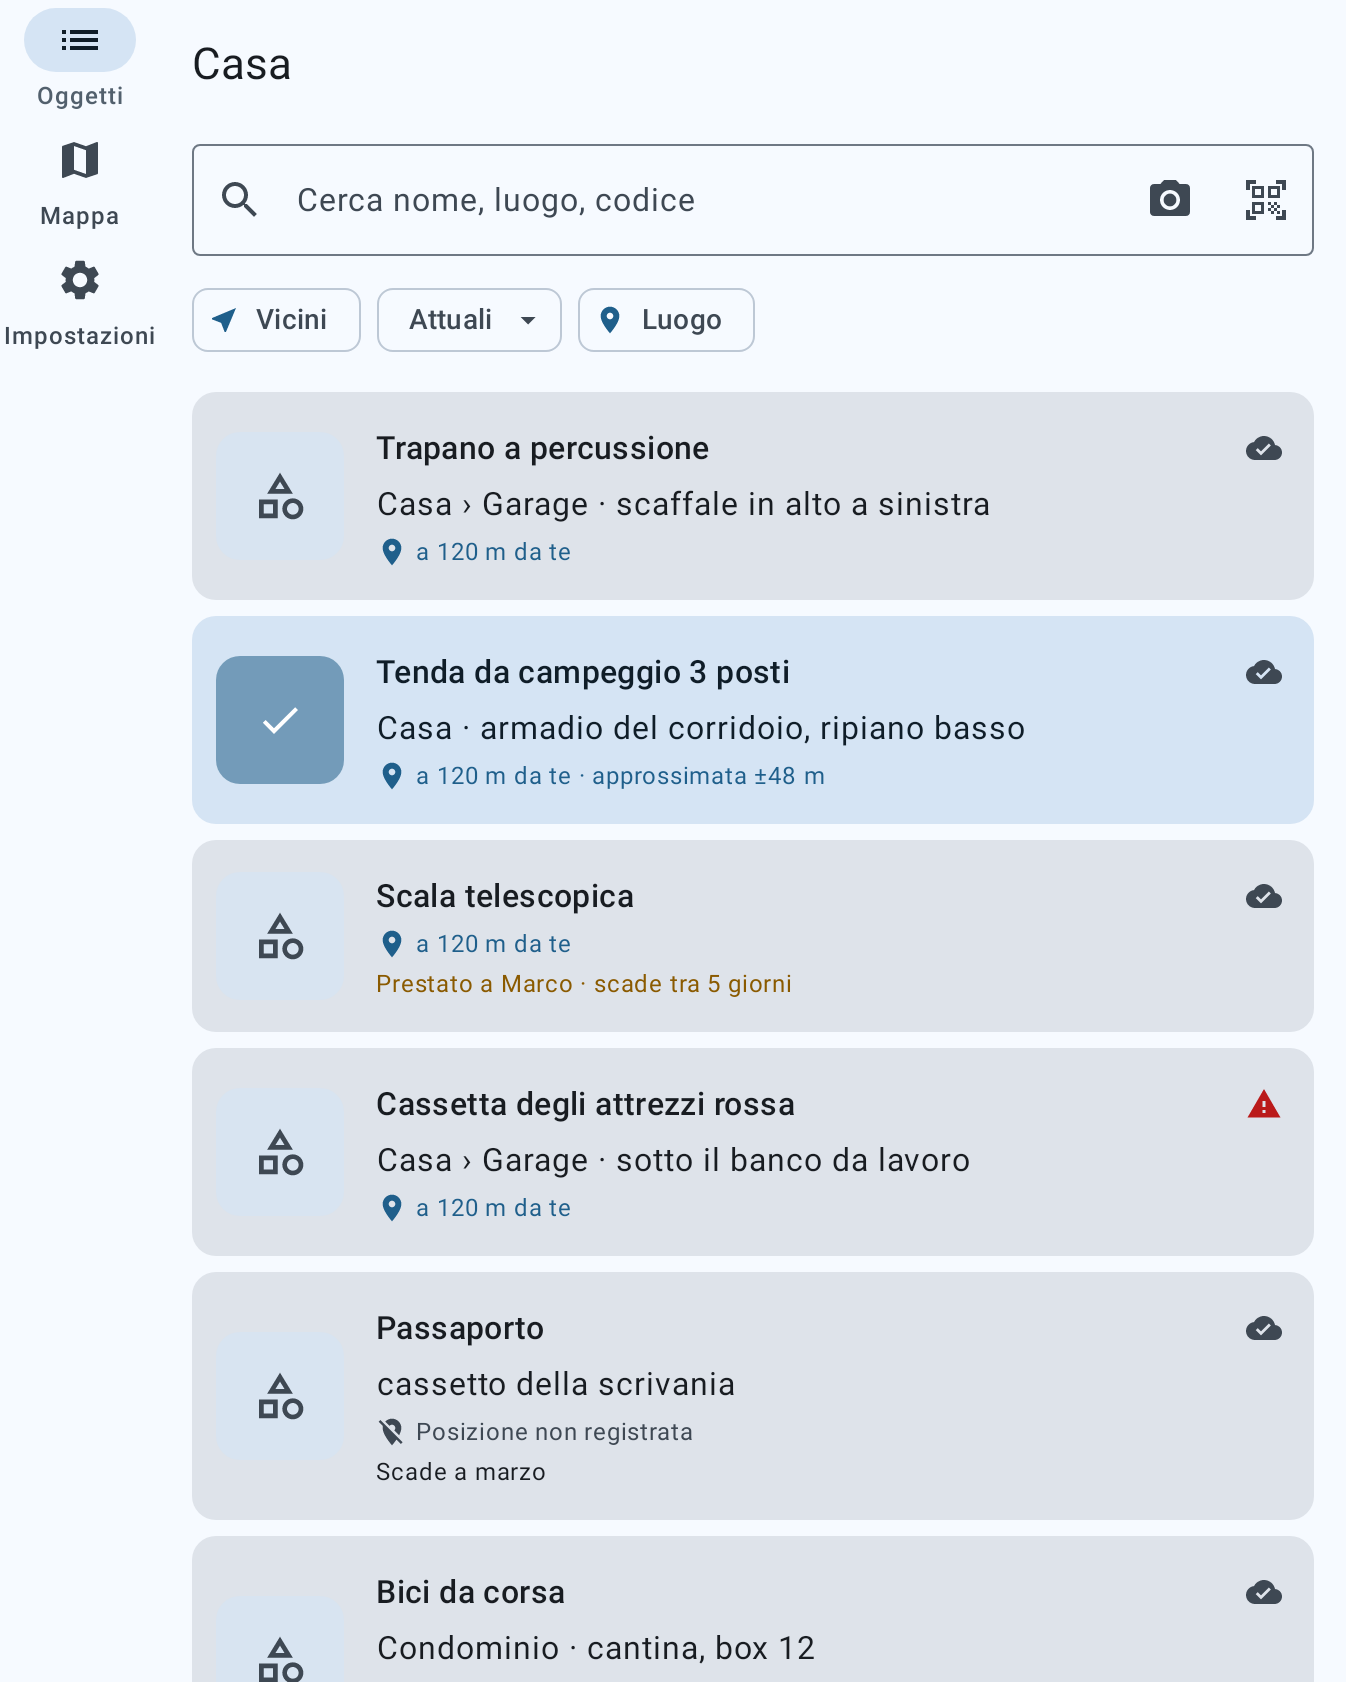 Oggetti
Mappa
Impostazioni
Casa
Cerca nome, luogo, codice
Vicini
Attuali
Luogo
Trapano a percussione
Casa › Garage · scaffale in alto a sinistra
a 120 m da te
Tenda da campeggio 3 posti
Casa · armadio del corridoio, ripiano basso
a 120 m da te · approssimata ±48 m
Scala telescopica
a 120 m da te
Prestato a Marco · scade tra 5 giorni
Cassetta degli attrezzi rossa
Casa › Garage · sotto il banco da lavoro
a 120 m da te
Passaporto
cassetto della scrivania
Posizione non registrata
Scade a marzo
Bici da corsa
Condominio · cantina, box 12